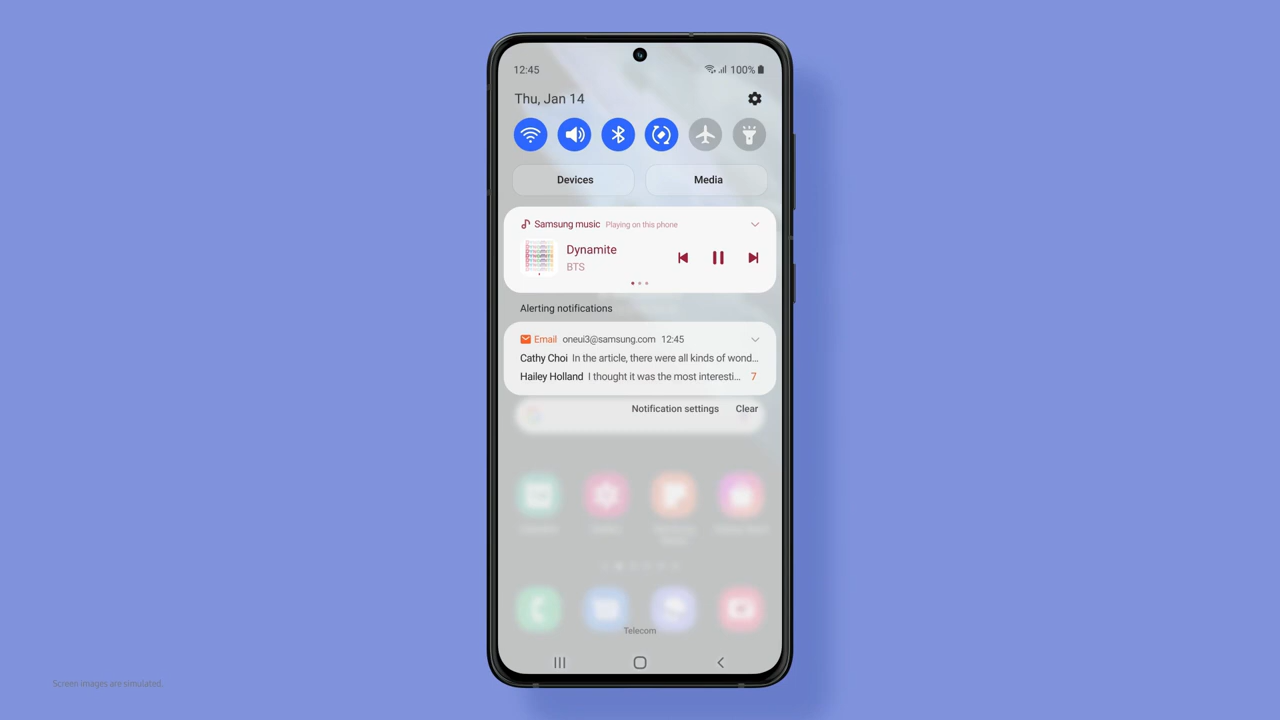 12:45
100%
Thu, Jan 14
Devices
Media
Samsung music Playing on this phone
Dynamite
BTS
Alerting notifications
Email oneui3@samsung.com 12:45
Cathy Choi In the article, there were all kinds of wond...
Hailey Holland I thought it was the most interesti... 7
Notification settings Clear
Telecom
Screen images are simulated.